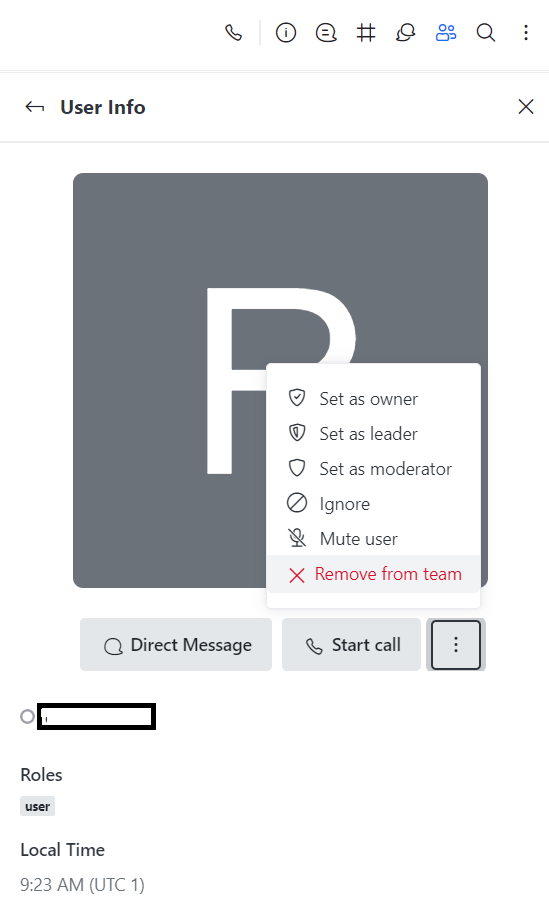 User Info
R
Set as owner
Set as leader
Set as moderator
Ignore
Mute user
Remove from team
Direct Message
Start call
Roles
user
Local Time
9:23 AM (UTC 1)